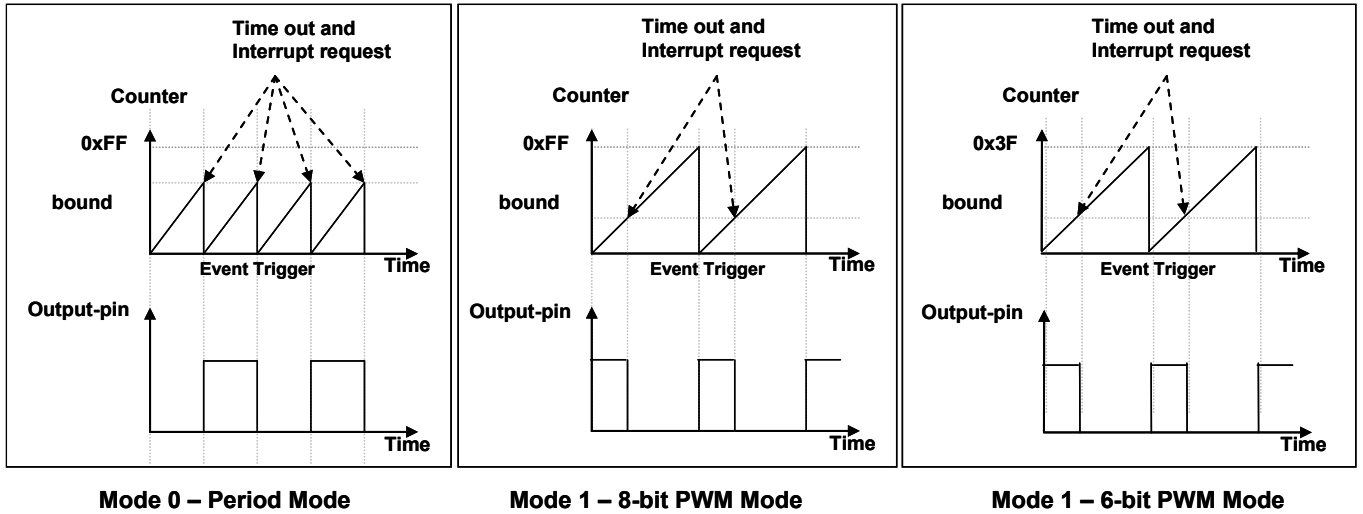 Time out and
Interrupt request
Counter
0xFF
bound
Event Trigger
Time
Output-pin
Time
Mode 0 – Period Mode
Time out and
Interrupt request
Counter
0xFF
bound
Event Trigger
Time
Output-pin
Time
Mode 1 – 8-bit PWM Mode
Time out and
Interrupt request
Counter
0x3F
bound
Event Trigger
Time
Output-pin
Time
Mode 1 – 6-bit PWM Mode